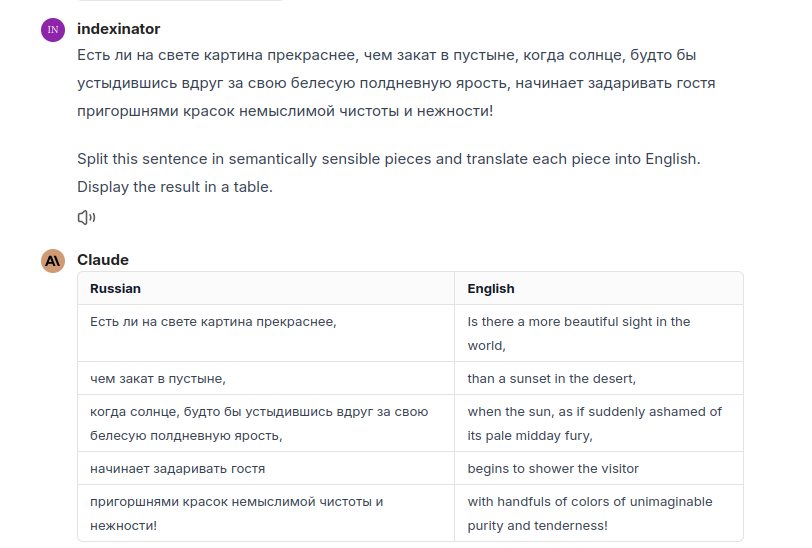 IN
indexinator
Есть ли на свете картина прекраснее, чем закат в пустыне, когда солнце, будто бы
устыдившись вдруг за свою белесую полдневную ярость, начинает задаривать гостя
пригоршнями красок немыслимой чистоты и нежности!
Split this sentence in semantically sensible pieces and translate each piece into English.
Display the result in a table.
Claude
Russian
English
Есть ли на свете картина прекраснее,
Is there a more beautiful sight in the
world,
чем закат в пустыне,
than a sunset in the desert,
когда солнце, будто бы устыдившись вдруг за свою
белесую полдневную ярость,
when the sun, as if suddenly ashamed of
its pale midday fury,
начинает задаривать гостя
begins to shower the visitor
пригоршнями красок немыслимой чистоты и
нежности!
with handfuls of colors of unimaginable
purity and tenderness!